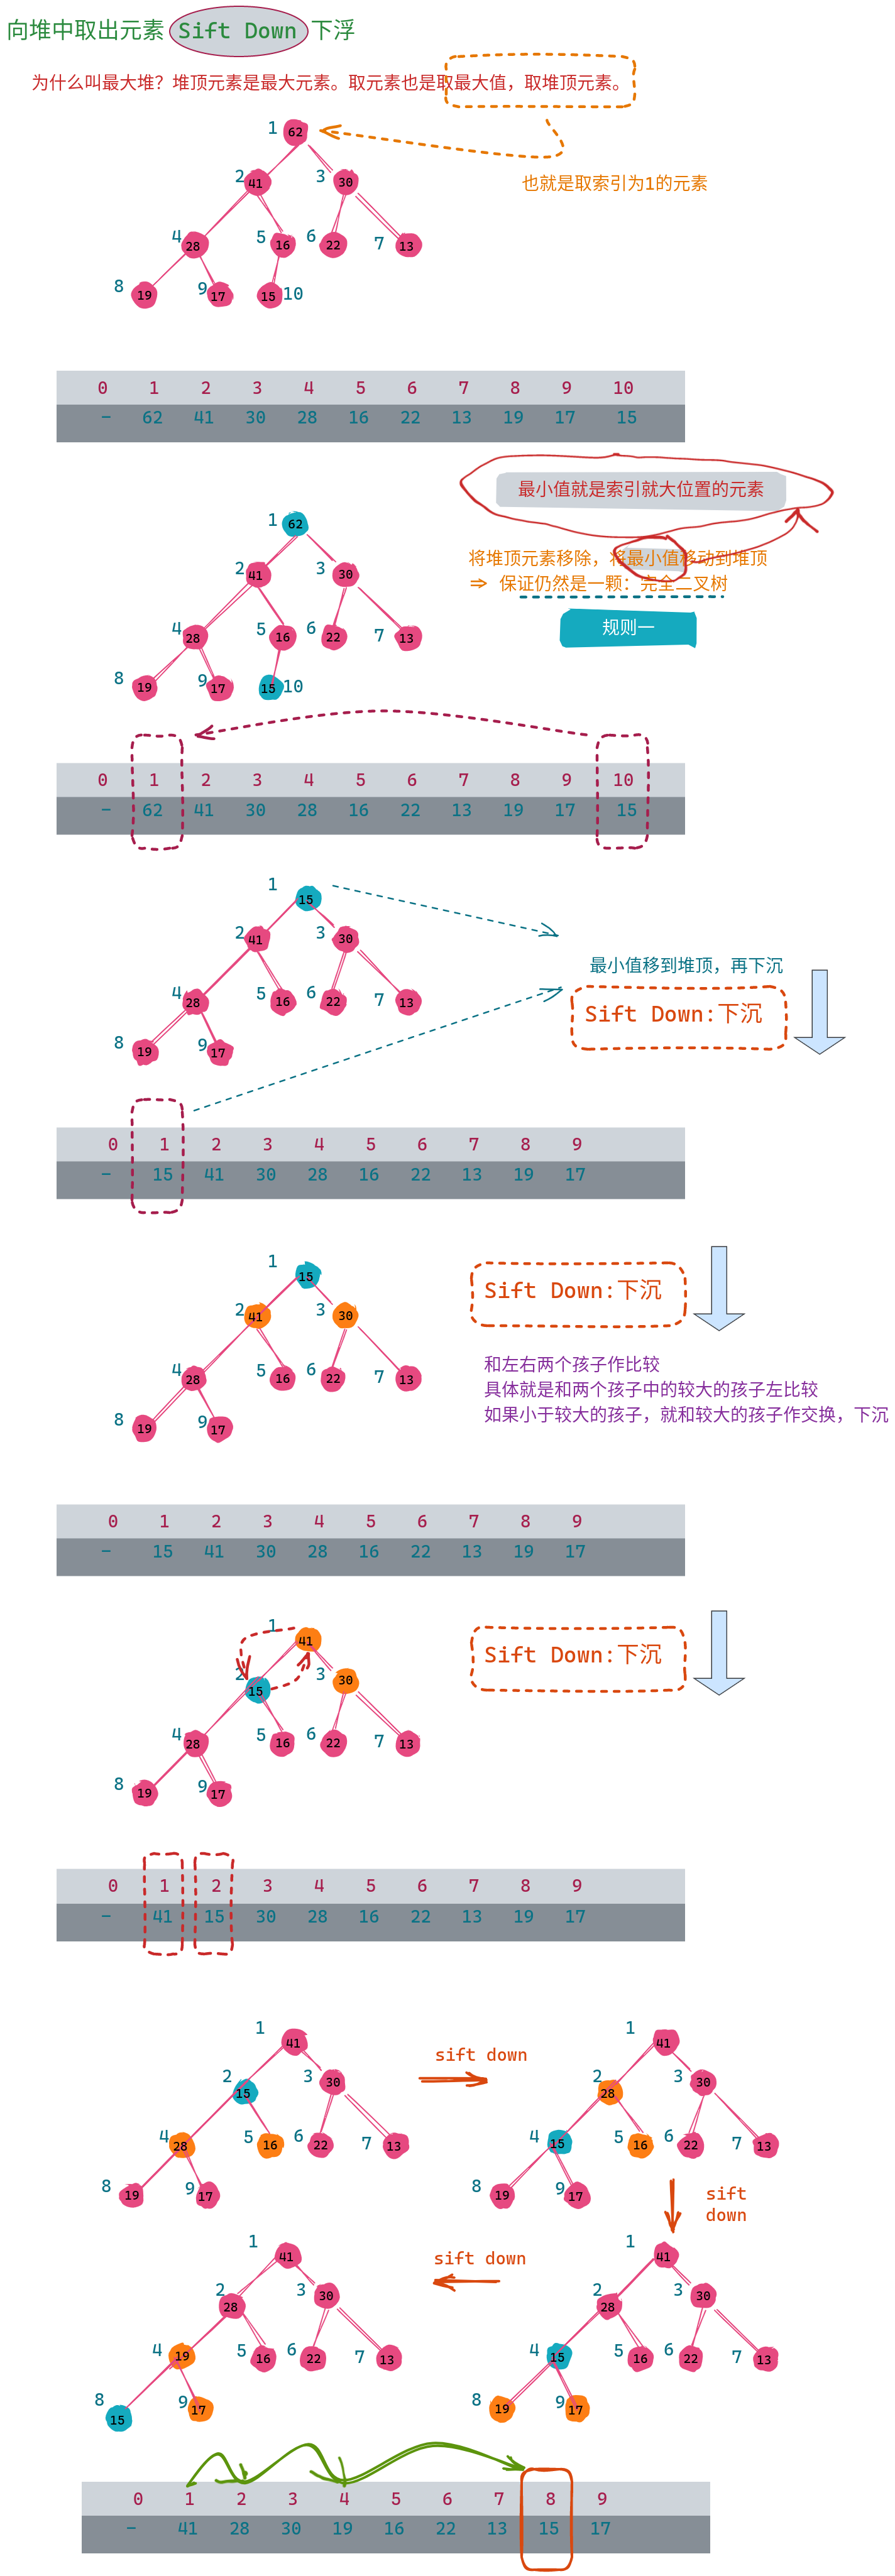 向堆中取出元素 Sift Down 下浮
为什么叫最大堆？堆顶元素是最大元素。取元素也是取最大值，取堆顶元素。
1 62
也就是取索引为1的元素
2 41 3 30
4 28 5 16 6 22 7 13
8 19 9 17 15 10
0 1 2 3 4 5 6 7 8 9 10
- 62 41 30 28 16 22 13 19 17 15
最小值就是索引就大位置的元素
1 62
将堆顶元素移除，将最小值移动到堆顶
2 41 3 30
⇒ 保证仍然是一颗：完全二叉树
规则一
4 28 5 16 6 22 7 13
8 19 9 17 15 10
0 1 2 3 4 5 6 7 8 9 10
- 62 41 30 28 16 22 13 19 17 15
1 15
2 41 3 30
最小值移到堆顶，再下沉
4 28 5 16 6 22 7 13
Sift Down:下沉
8 19 9 17
0 1 2 3 4 5 6 7 8 9
- 15 41 30 28 16 22 13 19 17
1 15
Sift Down:下沉
2 41 3 30
和左右两个孩子作比较
4 28 5 16 6 22 7 13
具体就是和两个孩子中的较大的孩子左比较
如果小于较大的孩子，就和较大的孩子作交换，下沉
8 19 9 17
0 1 2 3 4 5 6 7 8 9
- 15 41 30 28 16 22 13 19 17
1 41
Sift Down:下沉
2 15 3 30
4 28 5 16 6 22 7 13
8 19 9 17
0 1 2 3 4 5 6 7 8 9
- 41 15 30 28 16 22 13 19 17
1 41
2 15 3 30
4 28 5 16 6 22 7 13
8 19 9 17
sift down
1 41
2 28 3 30
4 15 5 16 6 22 7 13
8 19 9 17
sift
down
1 41
2 28 3 30
4 15 5 16 6 22 7 13
8 19 9 17
sift down
1 41
2 28 3 30
4 19 5 16 6 22 7 13
8 15 9 17
0 1 2 3 4 5 6 7 8 9
- 41 28 30 19 16 22 13 15 17